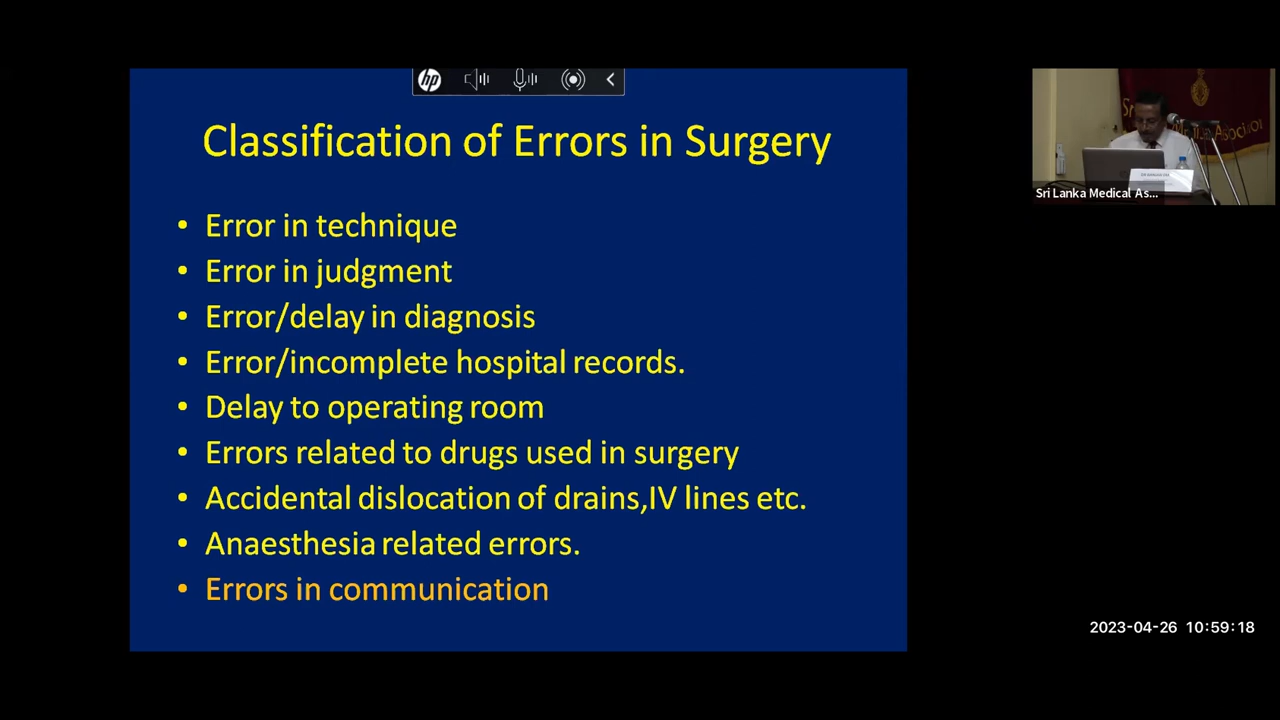 hp
Classification of Errors in Surgery
• Error in technique
• Error in judgment
• Error/delay in diagnosis
• Error/incomplete hospital records.
• Delay to operating room
• Errors related to drugs used in surgery
• Accidental dislocation of drains,IV lines etc.
• Anaesthesia related errors.
• Errors in communication
Sri Lanka Medical As...
2023-04-26 10:59:18